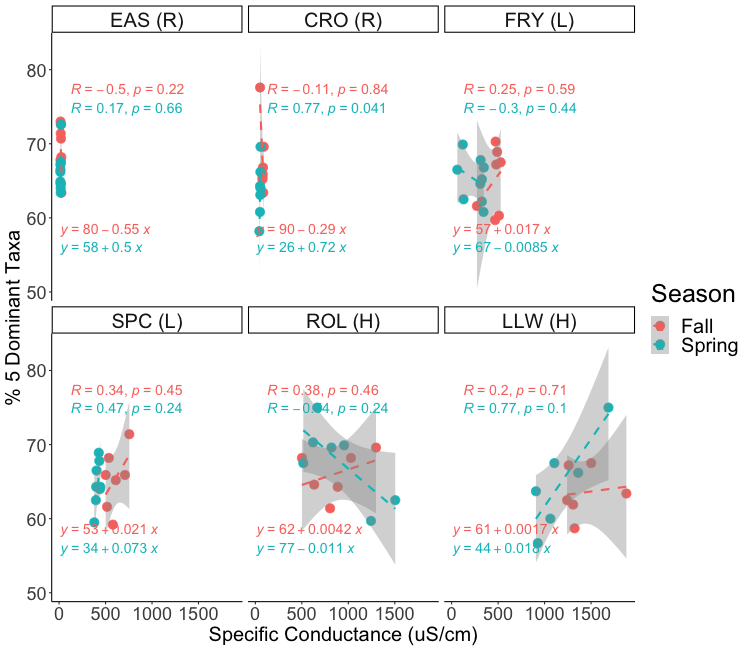 EAS (R) CRO (R) FRY (L)
80
70
60
50
R = −0.5, p = 0.22 R = −0.11, p = 0.84 R = 0.25, p = 0.59
R = 0.17, p = 0.66 R = 0.77, p = 0.041 R = −0.3, p = 0.44
y = 80 − 0.55 x y = 90 − 0.29 x y = 57 + 0.017 x
y = 58 + 0.5 x y = 26 + 0.72 x y = 67 − 0.0085 x
% 5 Dominant Taxa
SPC (L) ROL (H) LLW (H)
80
70
60
50
R = 0.34, p = 0.45 R = 0.38, p = 0.46 R = 0.2, p = 0.71
R = 0.47, p = 0.24 p = 0.24 R = 0.77, p = 0.1
y = 53 + 0.021 x y = 62 + 0.0042 x y = 61 + 0.0017 x
y = 34 + 0.073 x y = 77 − 0.011 x y = 44 + 0.018 x
0 500 1000 1500 0 500 1000 1500 0 500 1000 1500
Specific Conductance (uS/cm)
Season
Fall
Spring